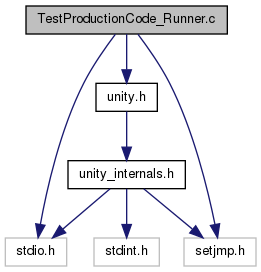 TestProductionCode_Runner.c
unity.h
unity_internals.h
stdio.h
stdint.h
setjmp.h